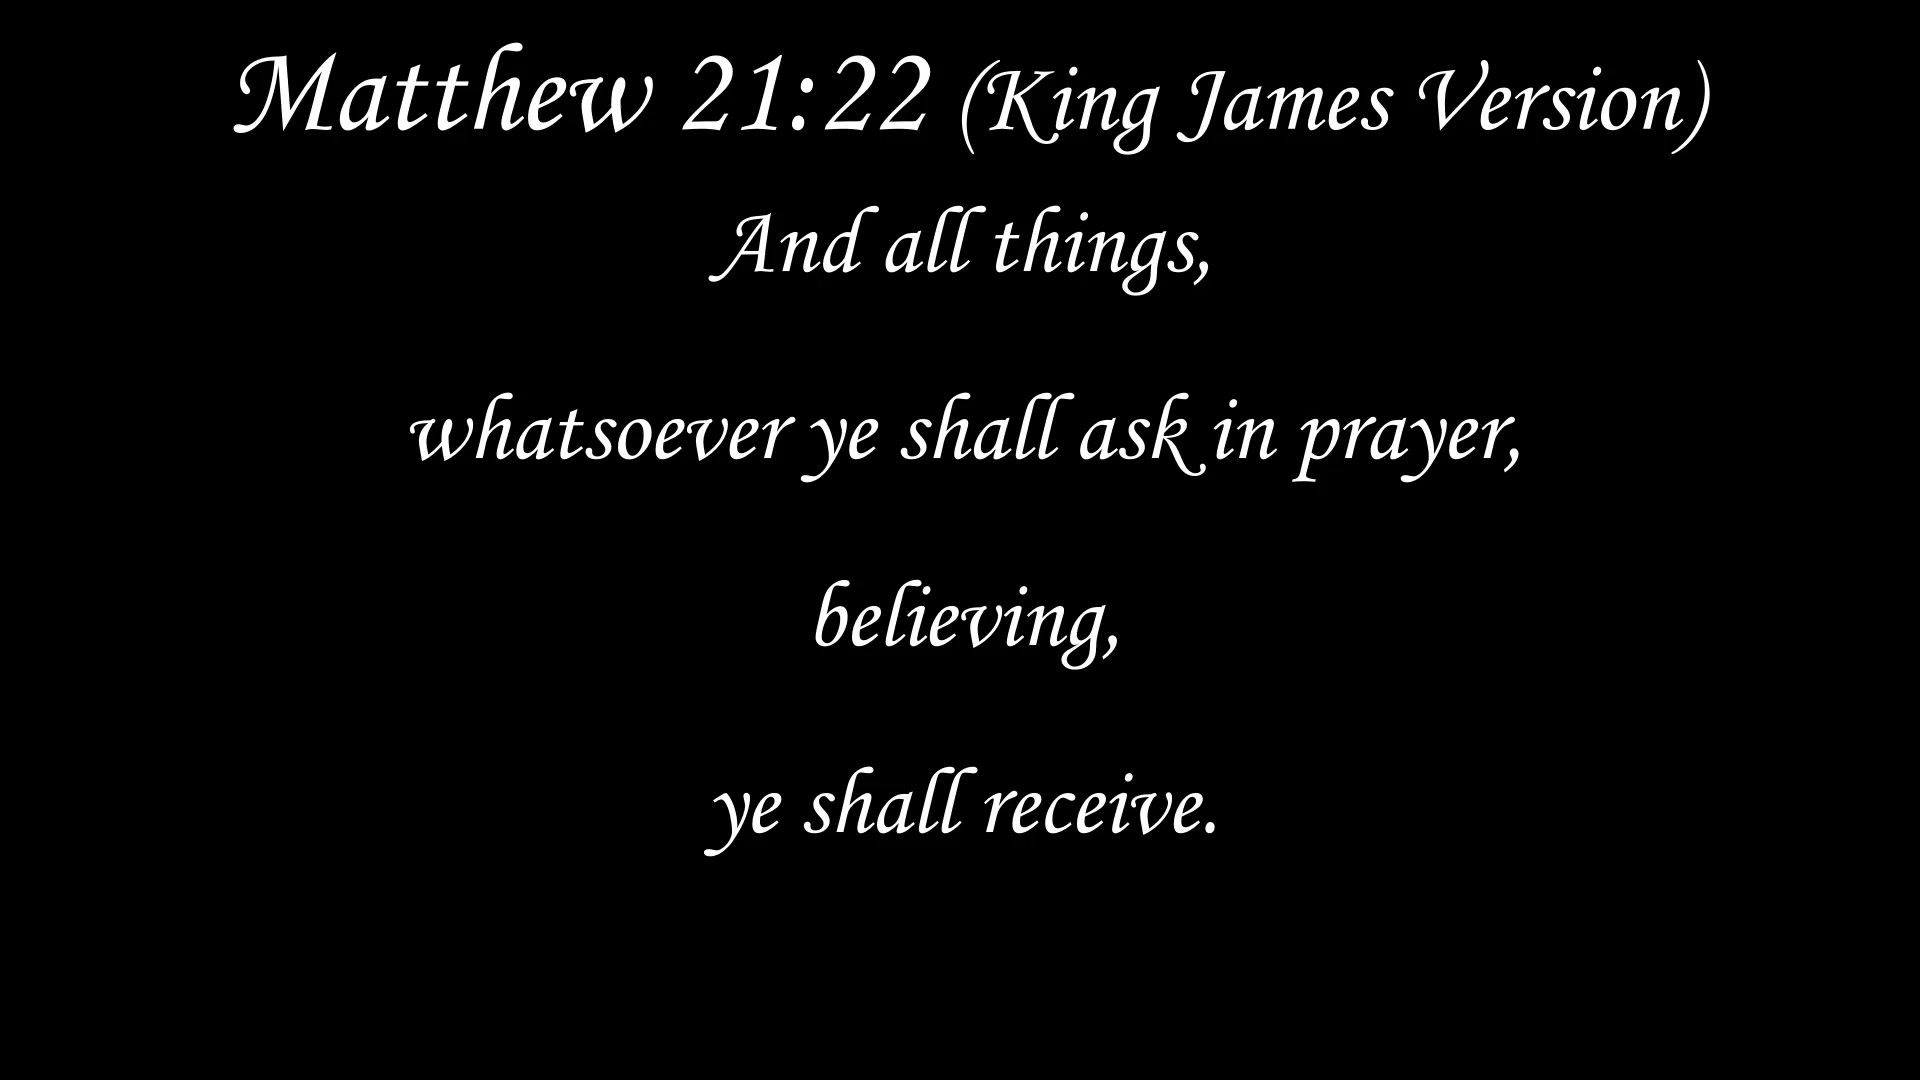 Matthew 21:22 (King James Version)
And all things,
whatsoever ye shall ask in prayer,
believing,
ye shall receive.